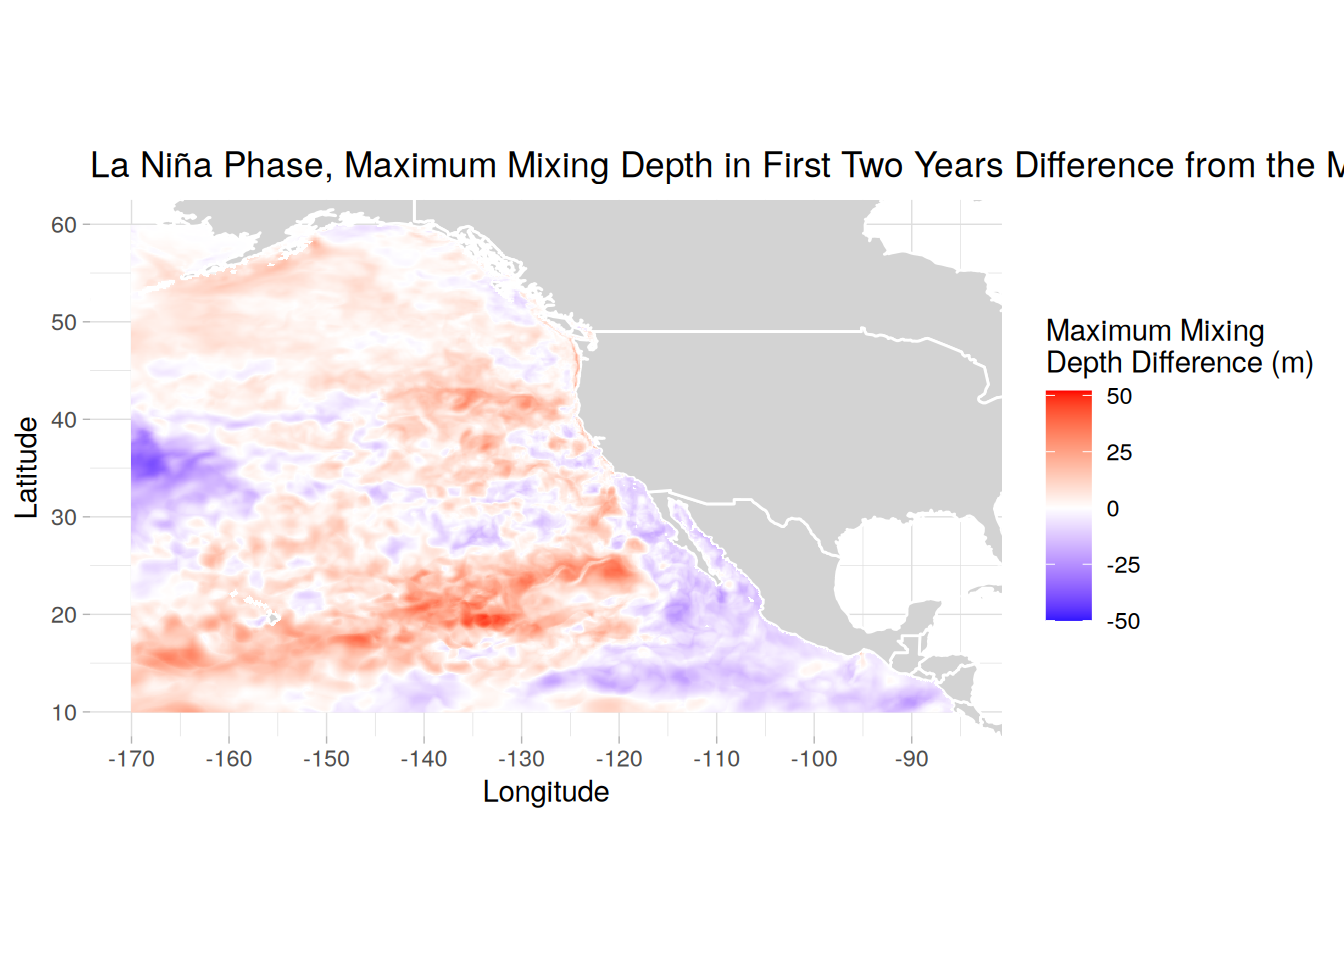 La Niña Phase, Maximum Mixing Depth in First Two Years Difference from the
60
50
40
30
20
10
Latitude
-170 -160 -150 -140 -130 -120 -110 -100 -90
Longitude
Maximum Mixing
Depth Difference (m)
50
25
0
-25
-50